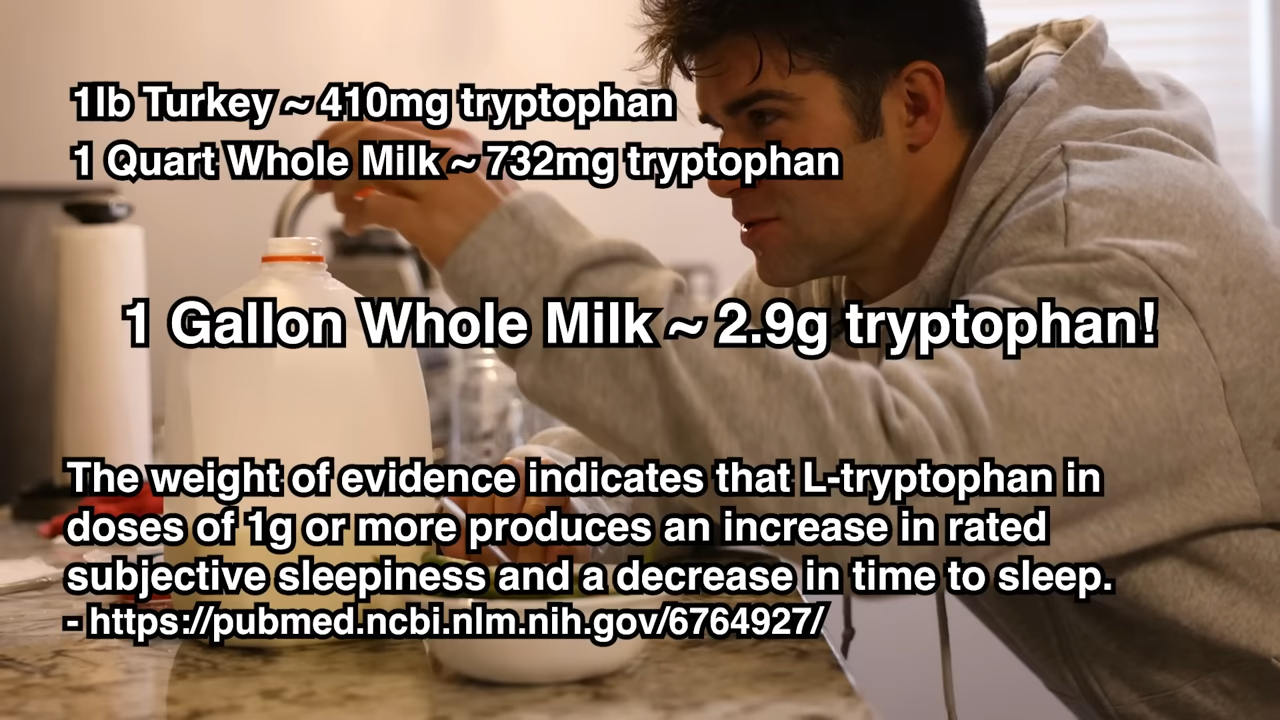 1lb Turkey ~ 410mg tryptophan
1 Quart Whole Milk ~ 732mg tryptophan
1 Gallon Whole Milk ~ 2.9g tryptophan!
The weight of evidence indicates that L-tryptophan in
doses of 1g or more produces an increase in rated
subjective sleepiness and a decrease in time to sleep.
- https://pubmed.ncbi.nlm.nih.gov/6764927/